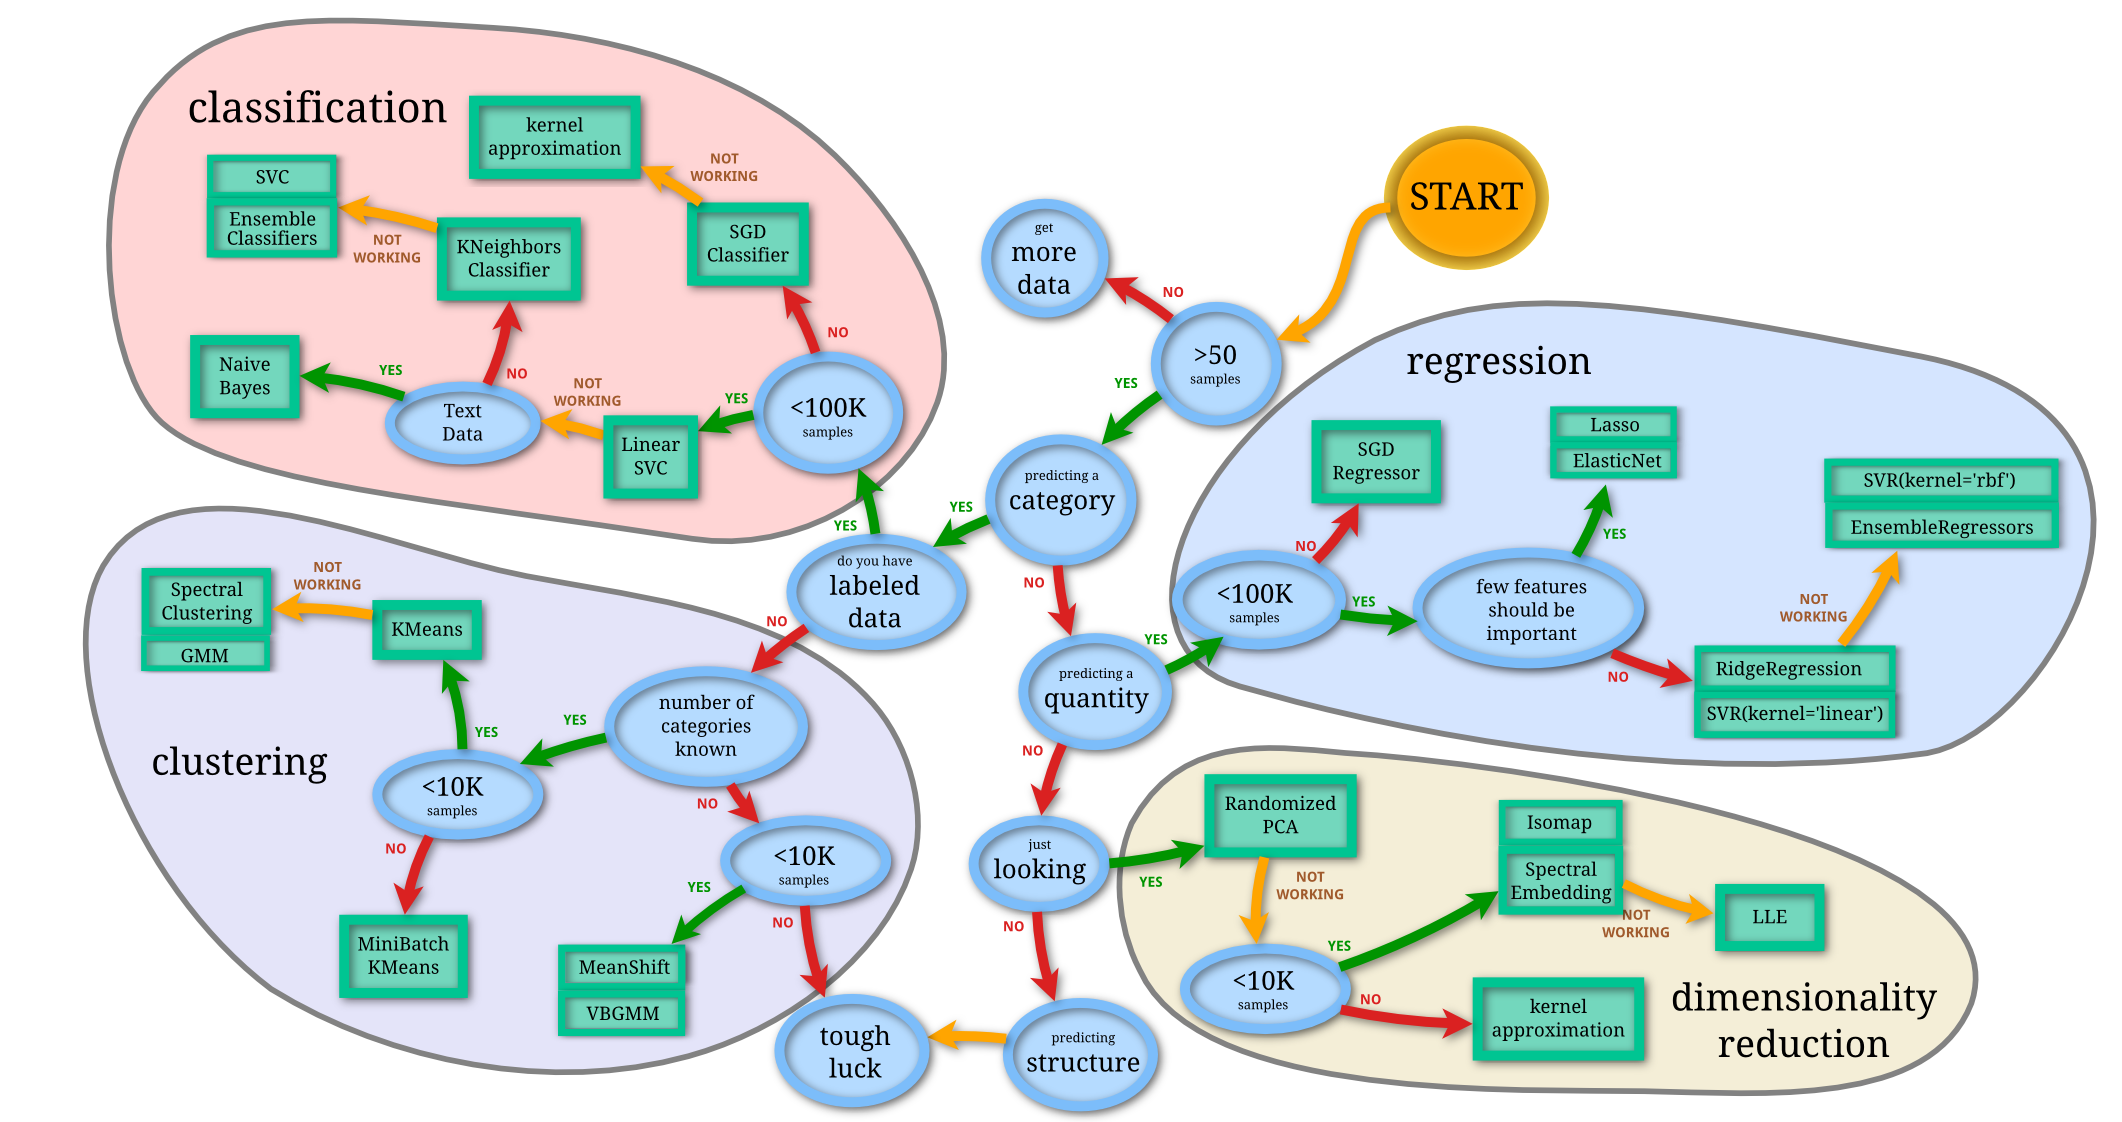 classification
kernel
approximation
NOT
WORKING
SVC
Ensemble
Classifiers
NOT
WORKING
KNeighbors
Classifier
SGD
Classifier
NO
Naive
Bayes
YES
NO
Text
Data
NOT
WORKING
Linear
SVC
YES
<100K
samples
START
get
more
data
NO
>50
samples
YES
predicting a
category
YES
YES
do you have
labeled
data
NO
NO
predicting a
quantity
YES
NO
just
looking
YES
NO
predicting
structure
tough
luck
regression
SGD
Regressor
Lasso
ElasticNet
SVR(kernel='rbf')
EnsembleRegressors
NO
YES
<100K
samples
YES
few features
should be
important
NOT
WORKING
NO
RidgeRegression
SVR(kernel='linear')
clustering
Spectral
Clustering
GMM
NOT
WORKING
KMeans
YES
YES
number of
categories
known
<10K
samples
NO
NO
<10K
samples
YES
NO
MiniBatch
KMeans
MeanShift
VBGMM
Randomized
PCA
NOT
WORKING
Isomap
Spectral
Embedding
NOT
WORKING
LLE
YES
<10K
samples
NO
kernel
approximation
dimensionality
reduction